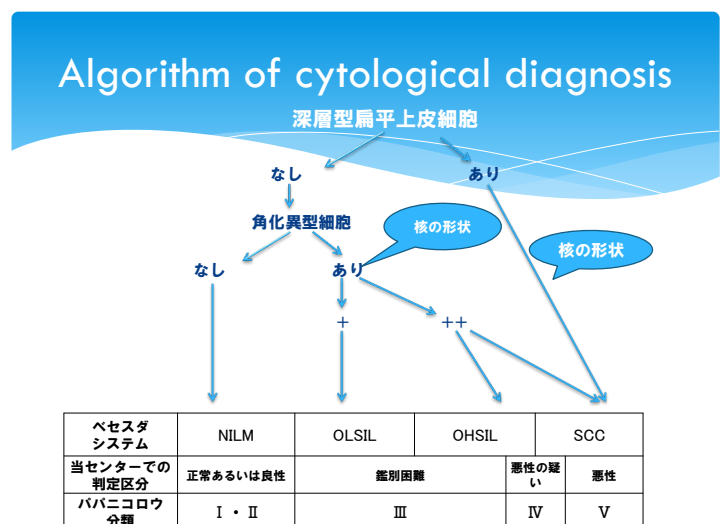 Algorithm of cytological diagnosis
深層型扁平上皮細胞
なし
あり
角化異型細胞
核の形状
核の形状
なし
あり
+
++
ベセスダ
システム
NILM
OLSIL
OHSIL
SCC
当センターでの
判定区分
正常あるいは良性
鑑別困難
悪性の疑
い
悪性
パパニコロウ
分類
Ⅰ・Ⅱ
Ⅲ
Ⅳ
Ⅴ